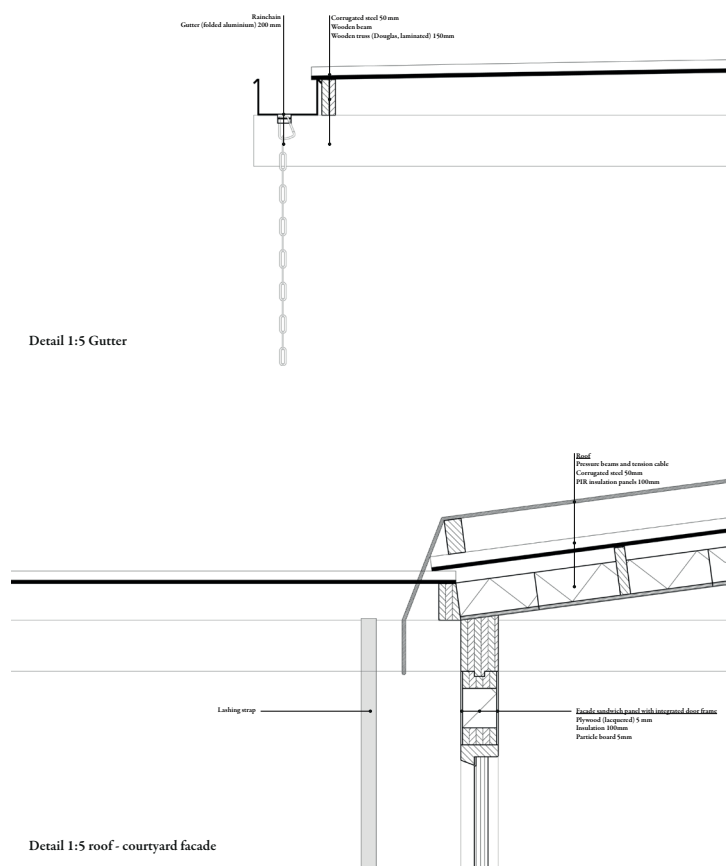 Rainchain
Gutter (folded aluminium) 200 mm
Corrugated steel 50 mm
Wooden beam
Wooden truss (Douglas, laminated) 150mm
Detail 1:5 Gutter
Roof
Pressure beams and tension cable
Corrugated steel 50mm
PIR insulation panels 100mm
Lashing strap
Facade sandwich panel with integrated door frame
Plywood (lacquered) 5 mm
Insulation 100mm
Particle board 5mm
Detail 1:5 roof - courtyard facade